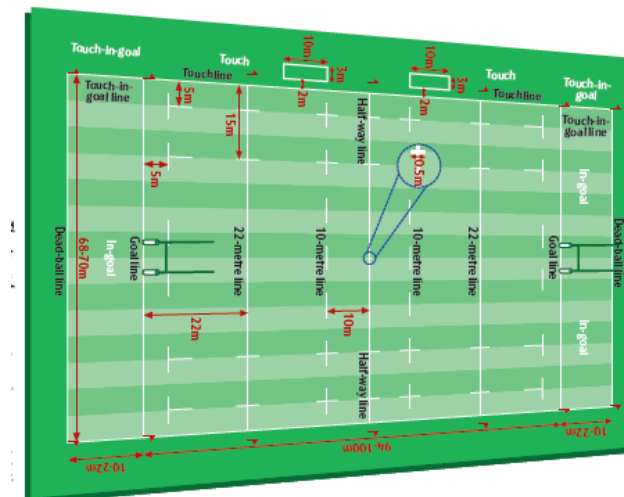 Touch-in-goal
Touch
Touch
Touch-in-goal
Touch-in-goal line
Touchline
Touchline
Touch-in-goal line
10m
3m
2m
10m
3m
2m
5m
15m
5m
Half-way line
0.5m
In-goal
Dead-ball line
68-70m
In-goal
Goal line
22-metre line
10-metre line
10-metre line
22-metre line
Goal line
Dead-ball line
22m
10m
Half-way line
In-goal
10-22m
94-100m
10-22m